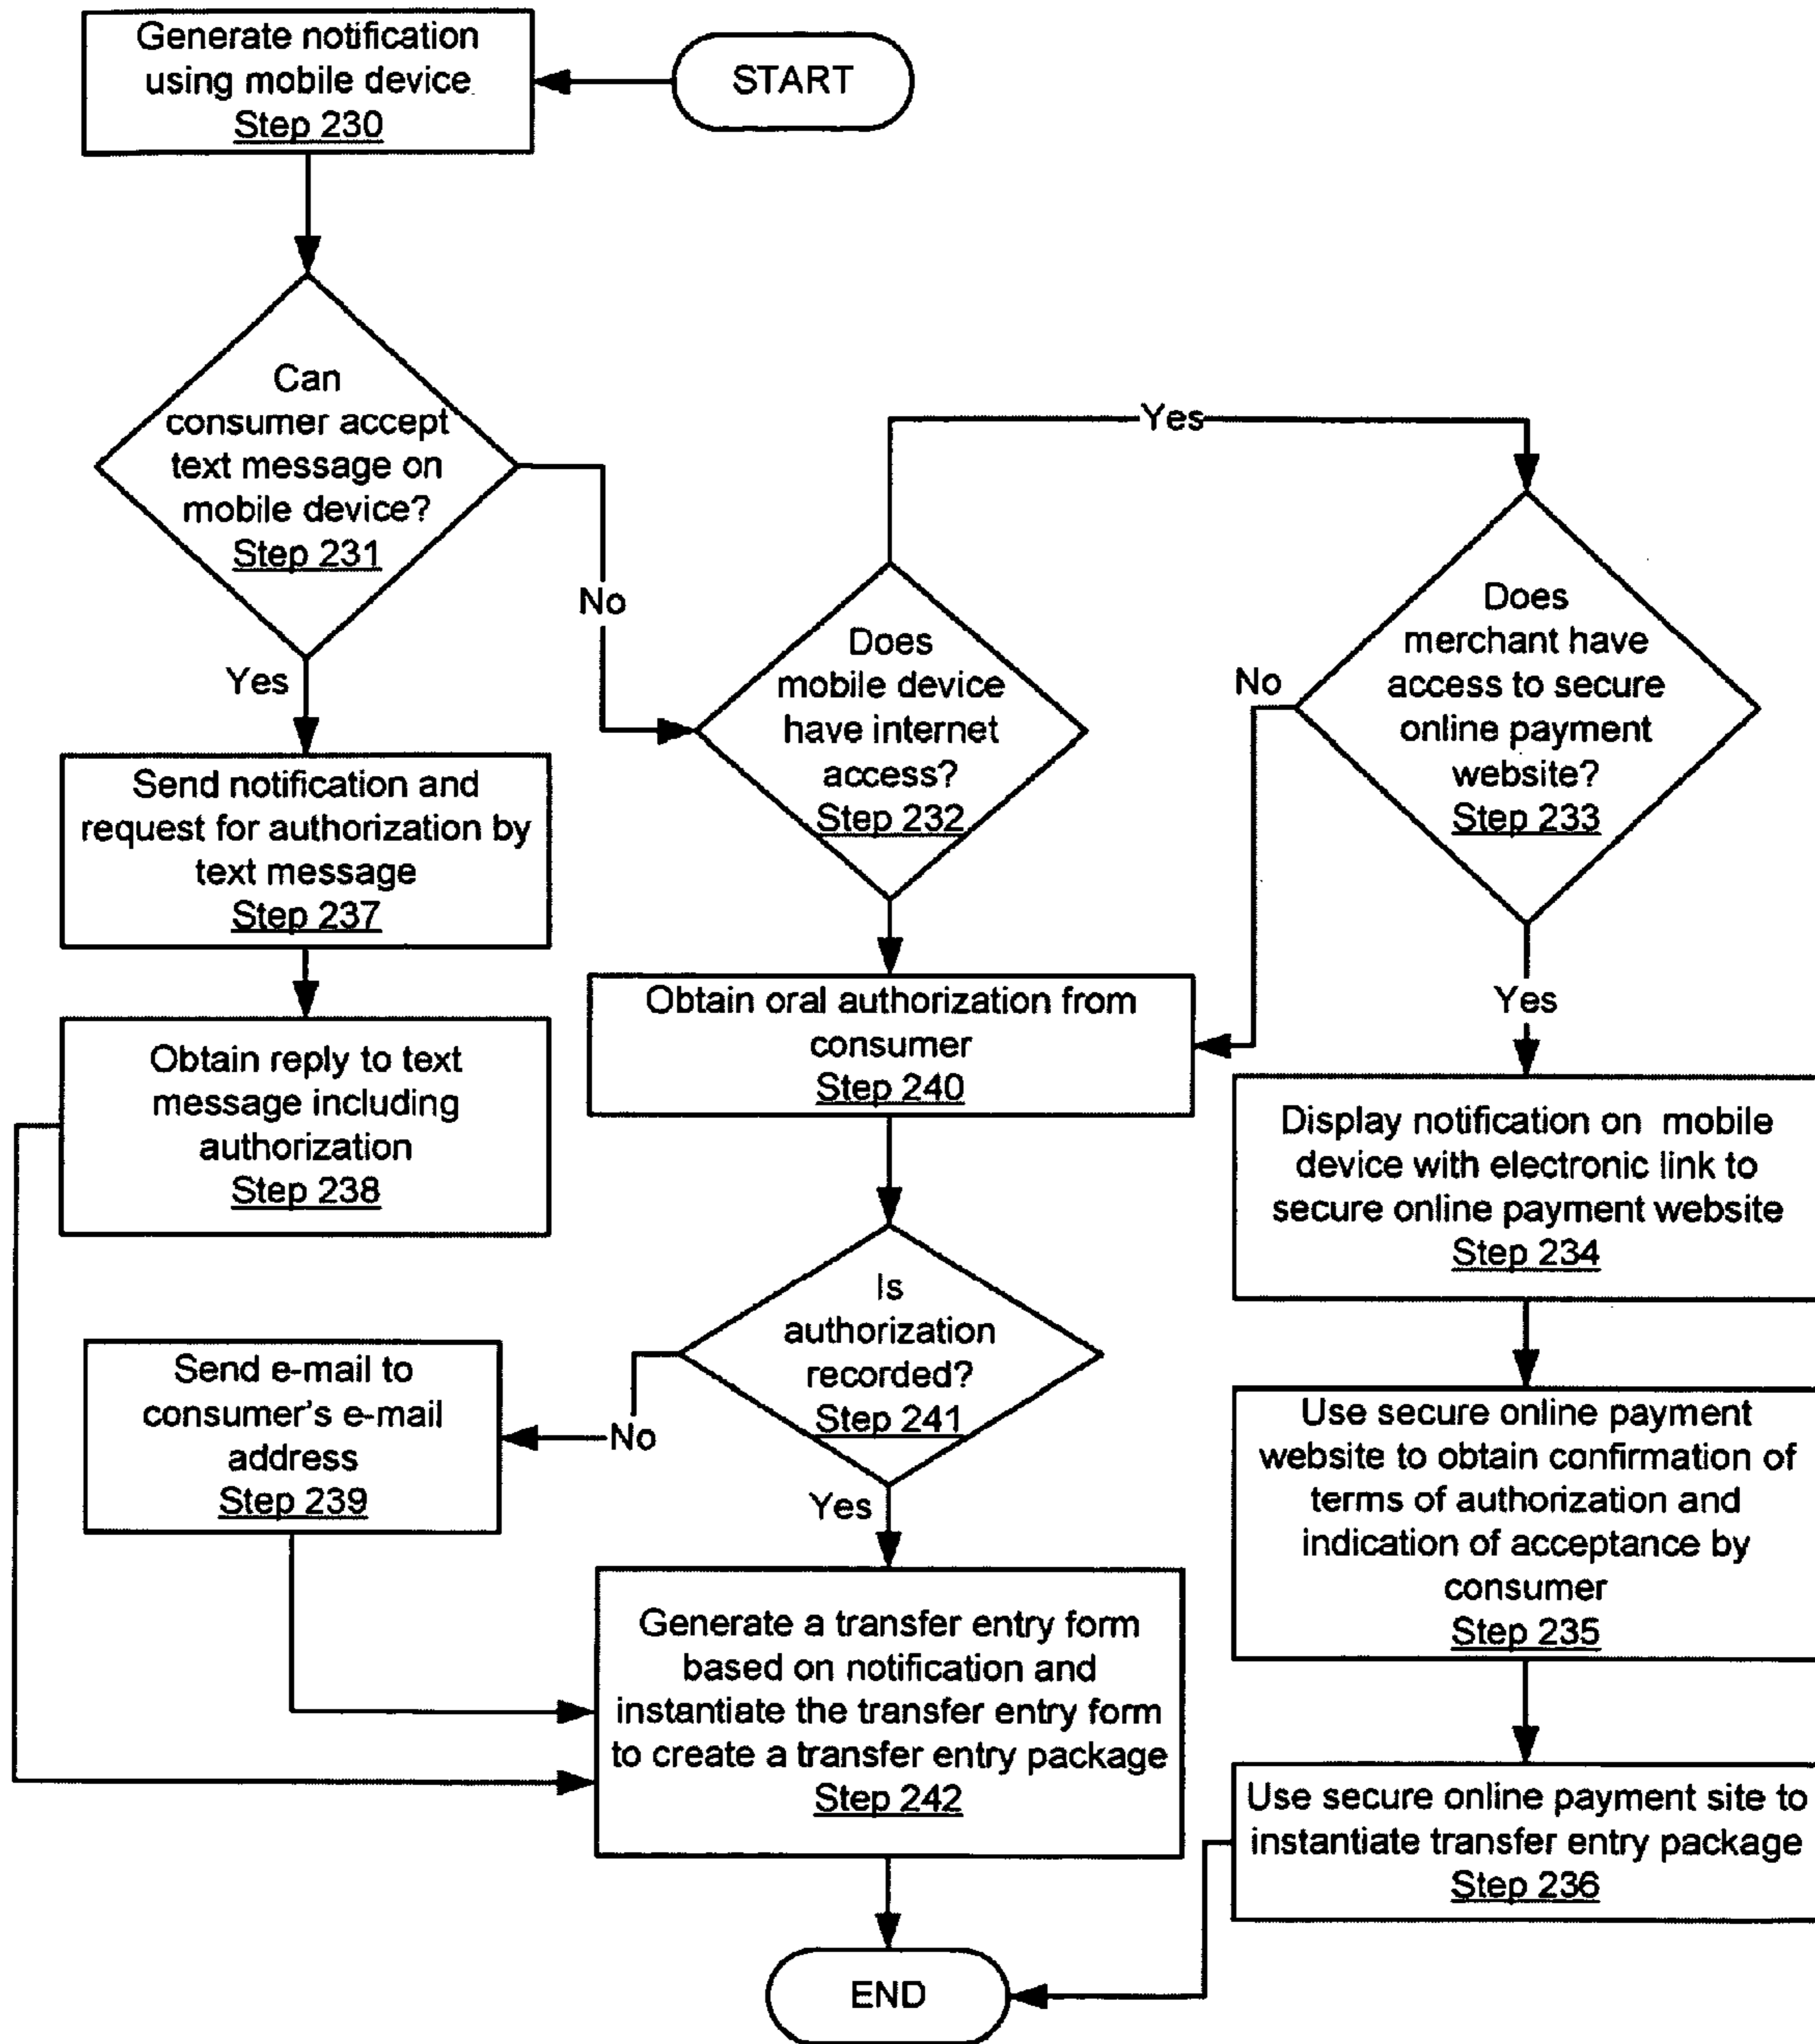 Generate notification
using mobile device
Step 230
START
Can
consumer accept
text message on
mobile device?
Step 231
Yes
No
Yes
Does
mobile device
have internet
access?
Step 232
Does
merchant have
access to secure
online payment
website?
Step 233
No
Yes
Send notification and
request for authorization by
text message
Step 237
Obtain reply to text
message including
authorization
Step 238
Obtain oral authorization from
consumer
Step 240
Display notification on mobile
device with electronic link to
secure online payment website
Step 234
Is
authorization
recorded?
Step 241
No
Yes
Send e-mail to
consumer's e-mail
address
Step 239
Use secure online payment
website to obtain confirmation of
terms of authorization and
indication of acceptance by
consumer
Step 235
Generate a transfer entry form
based on notification and
instantiate the transfer entry form
to create a transfer entry package
Step 242
Use secure online payment site to
instantiate transfer entry package
Step 236
END